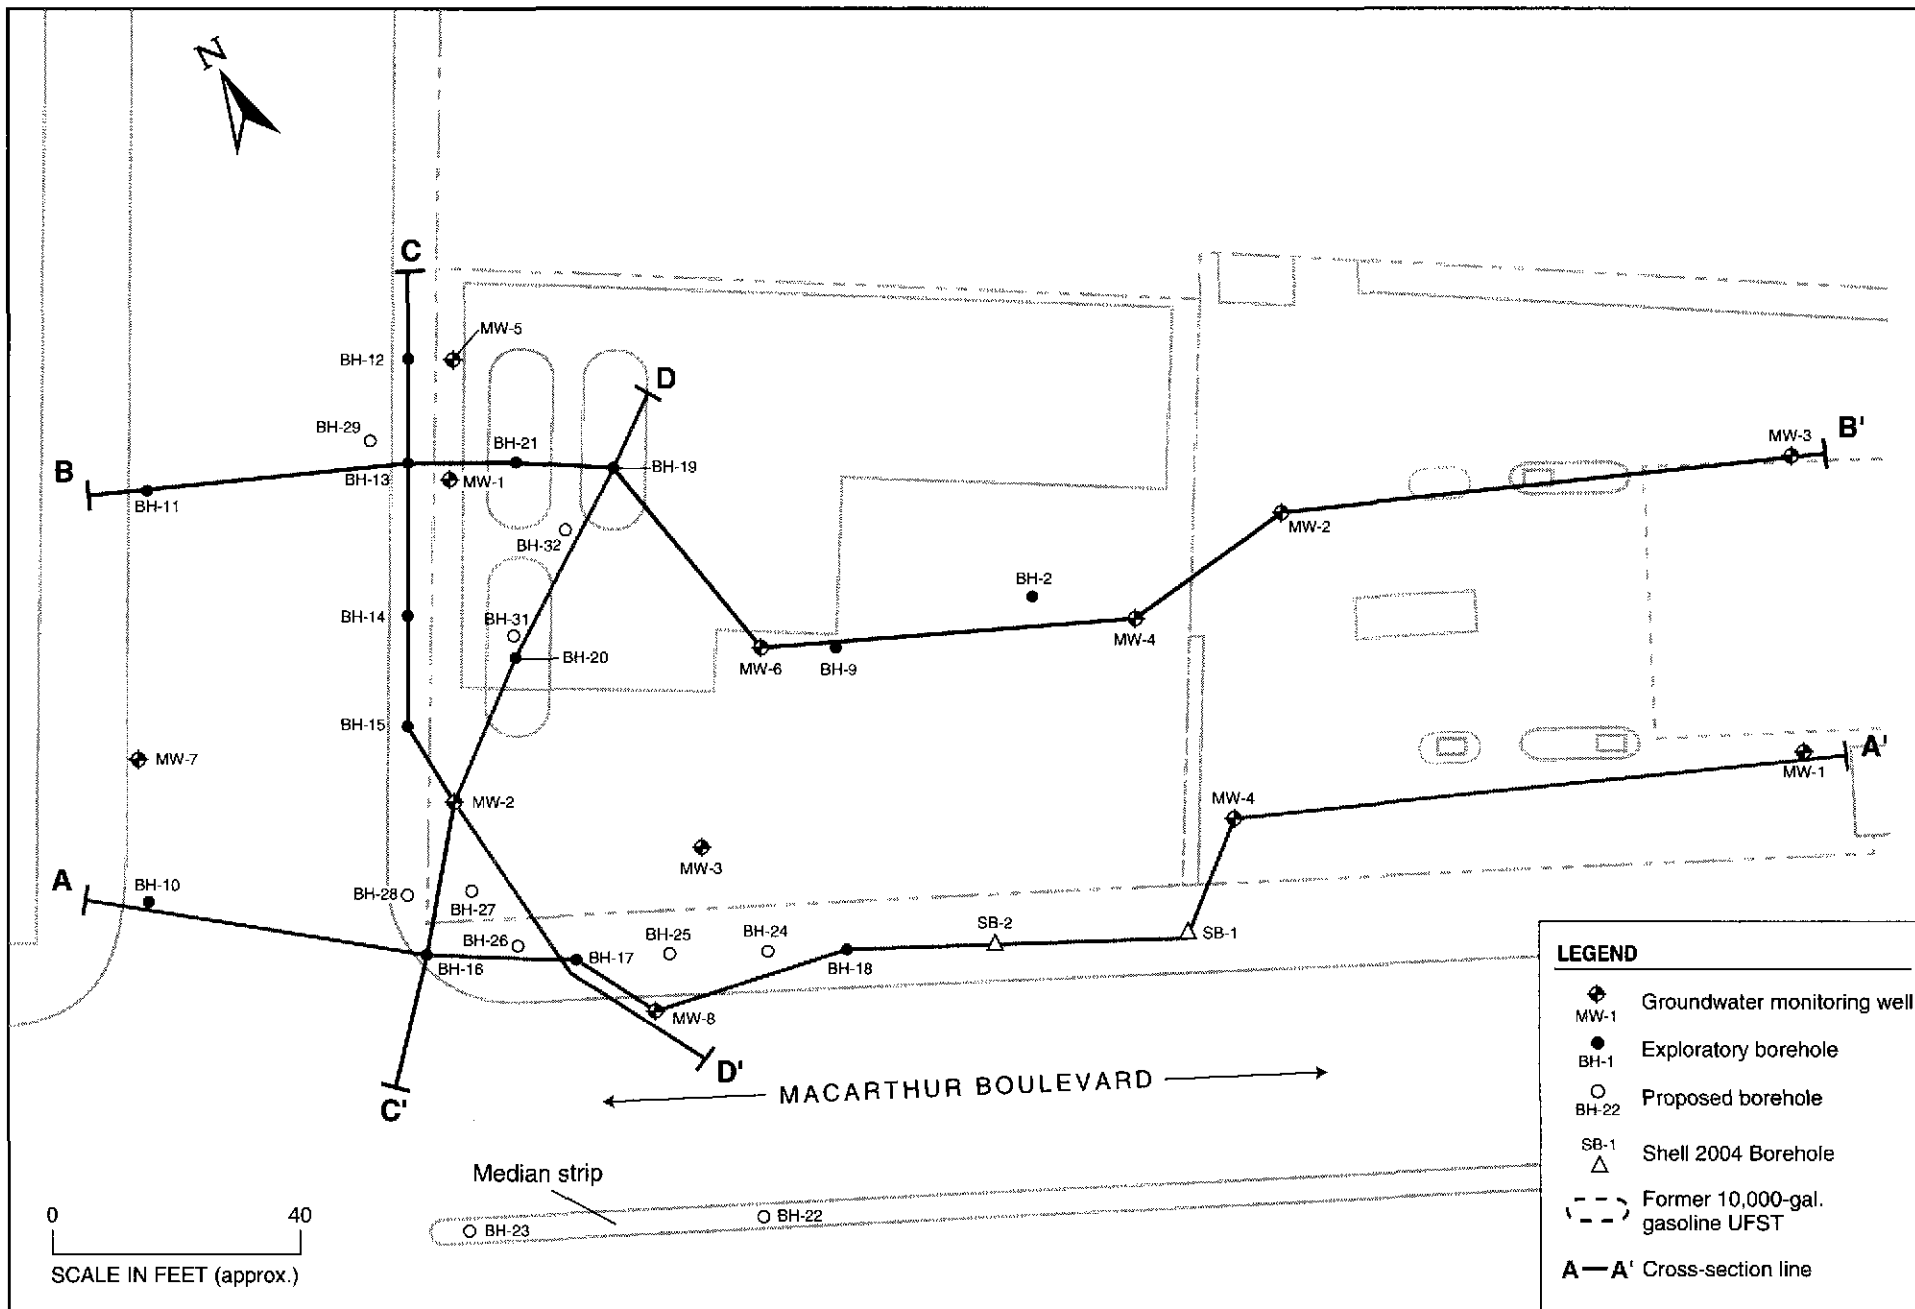 N
C
MW-5
BH-12
D
BH-29
BH-21
MW-3
B'
B
BH-13
MW-1
BH-19
BH-11
MW-2
BH-32
BH-2
BH-14
BH-31
MW-4
BH-20
MW-6
BH-9
BH-15
MW-7
A'
MW-1
MW-2
MW-4
MW-3
A
BH-10
BH-28
BH-27
SB-2
BH-26
BH-25
BH-24
SB-1
BH-16
BH-17
BH-18
MW-8
D'
C'
MACARTHUR BOULEVARD
Median strip
BH-22
BH-23
0 40
SCALE IN FEET (approx.)
LEGEND
MW-1 Groundwater monitoring well
BH-1 Exploratory borehole
BH-22 Proposed borehole
SB-1 Shell 2004 Borehole
Former 10,000-gal.
gasoline UFST
A—A' Cross-section line